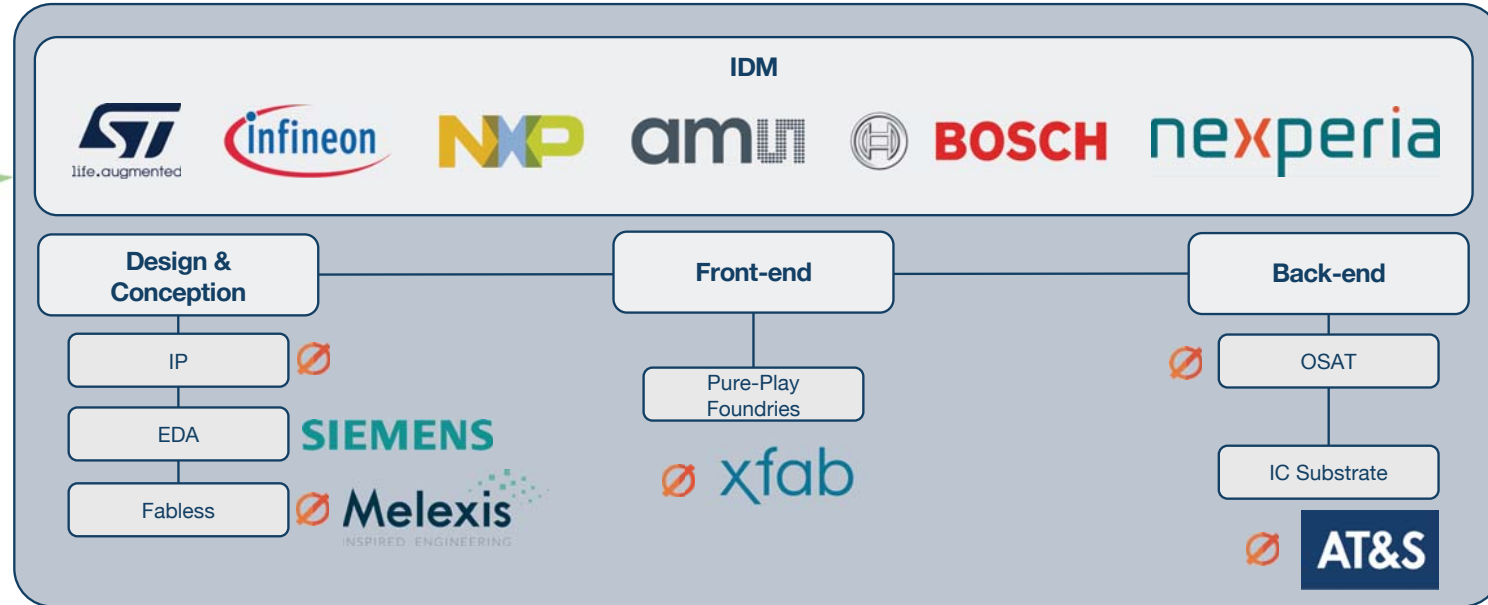 IDM
ST
life.augmented
infineon
NXP
ams
BOSCH
nexperia
Design &
Conception
Front-end
Back-end
IP
OSAT
Pure-Play
Foundries
EDA
SIEMENS
xfab
IC Substrate
Fabless
Melexis
INSPIRED ENGINEERING
AT&S